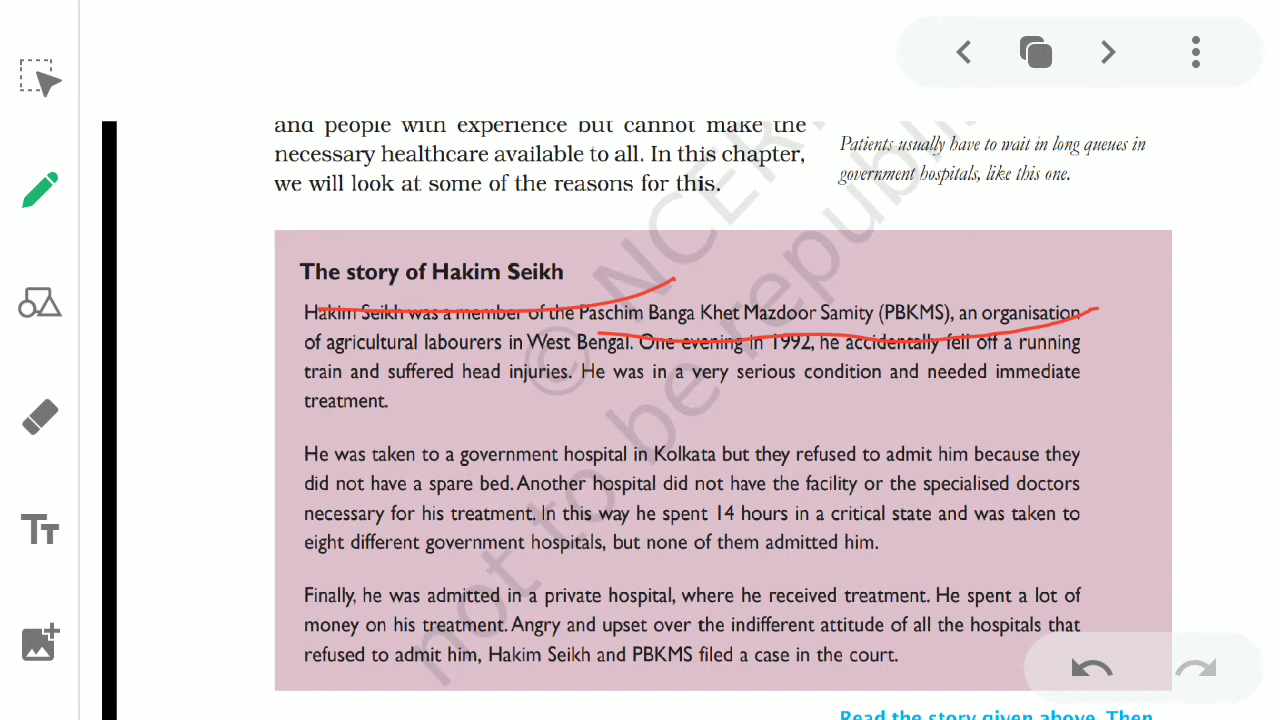 and people with experience but cannot make the
necessary healthcare available to all. In this chapter,
we will look at some of the reasons for this.
Patients usually have to wait in long queues in
government hospitals, like this one.
The story of Hakim Seikh
Hakim Seikh was a member of the Paschim Banga Khet Mazdoor Samity (PBKMS), an organisation
of agricultural labourers in West Bengal. One evening in 1992, he accidentally fell off a running
train and suffered head injuries. He was in a very serious condition and needed immediate
treatment.
He was taken to a government hospital in Kolkata but they refused to admit him because they
did not have a spare bed. Another hospital did not have the facility or the specialised doctors
necessary for his treatment. In this way he spent 14 hours in a critical state and was taken to
eight different government hospitals, but none of them admitted him.
Finally, he was admitted in a private hospital, where he received treatment. He spent a lot of
money on his treatment. Angry and upset over the indifferent attitude of all the hospitals that
refused to admit him, Hakim Seikh and PBKMS filed a case in the court.
Read the story given above. Then
© NCERT
not to be republi
TT